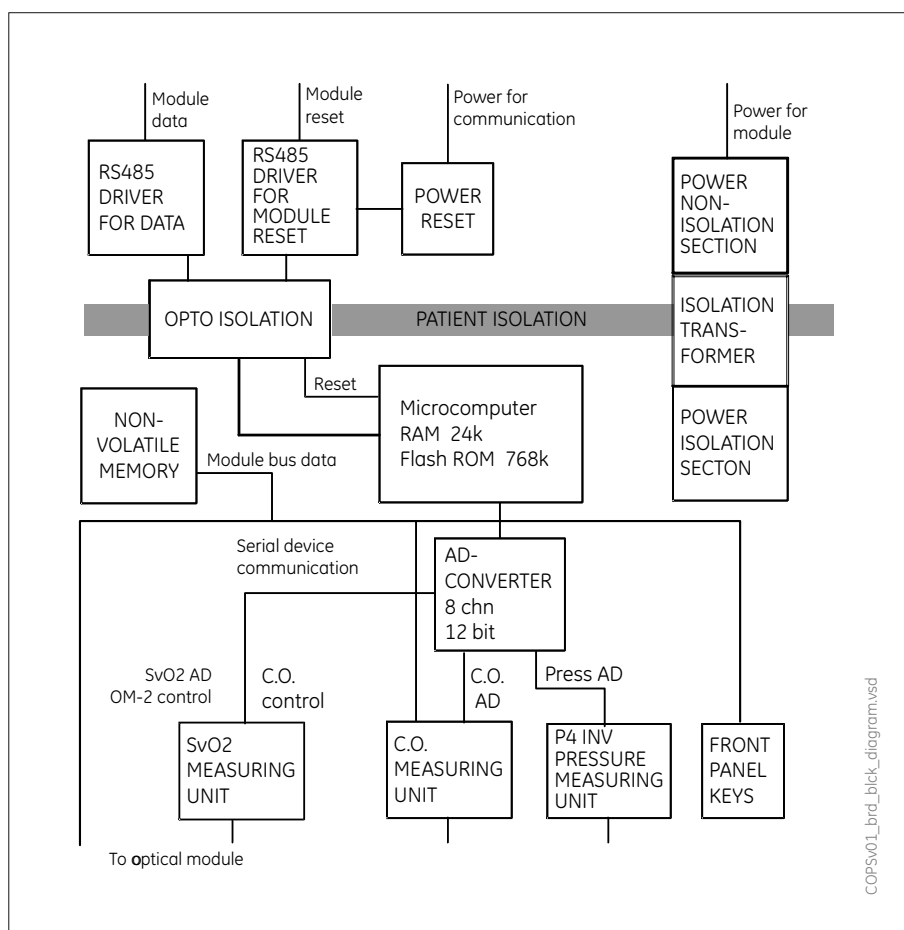 Module
data
Module
reset
Power for
communication
Power for
module
RS485
DRIVER
FOR DATA
RS485
DRIVER
FOR
MODULE
RESET
POWER
RESET
POWER
NON-
ISOLATION
SECTION
OPTO ISOLATION
PATIENT ISOLATION
ISOLATION
TRANS-
FORMER
Reset
NON-
VOLATILE
MEMORY
Module bus data
Microcomputer
RAM 24k
Flash ROM 768k
POWER
ISOLATION
SECTON
Serial device
communication
AD-
CONVERTER
8 chn
12 bit
SvO2 AD
OM-2 control
C.O.
control
C.O.
AD
Press AD
SvO2
MEASURING
UNIT
C.O.
MEASURING
UNIT
P4 INV
PRESSURE
MEASURING
UNIT
FRONT
PANEL
KEYS
To optical module
COPSv01_brd_blck_diagram.vsd